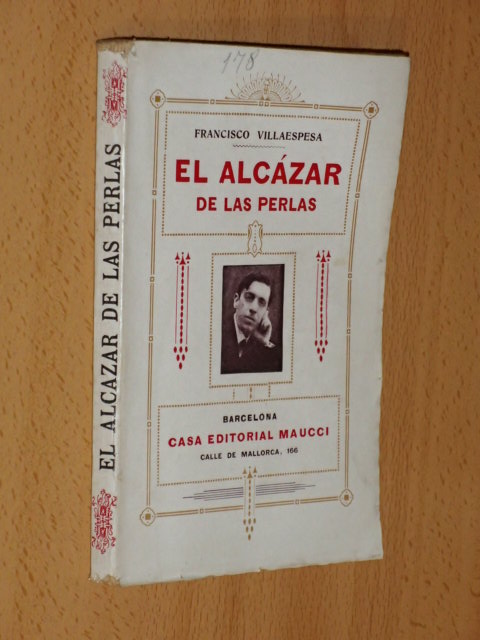 178
FRANCISCO VILLAESPESA
EL ALCÁZAR
DE LAS PERLAS
BARCELONA
CASA EDITORIAL MAUCCI
CALLE DE MALLORCA, 166
EL ALCAZAR DE LAS PERLAS